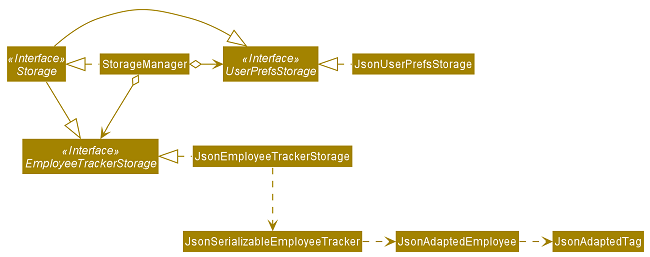 «Interface»
Storage
StorageManager
«Interface»
UserPrefsStorage
JsonUserPrefsStorage
«Interface»
EmployeeTrackerStorage
JsonEmployeeTrackerStorage
JsonSerializableEmployeeTracker
JsonAdaptedEmployee
JsonAdaptedTag